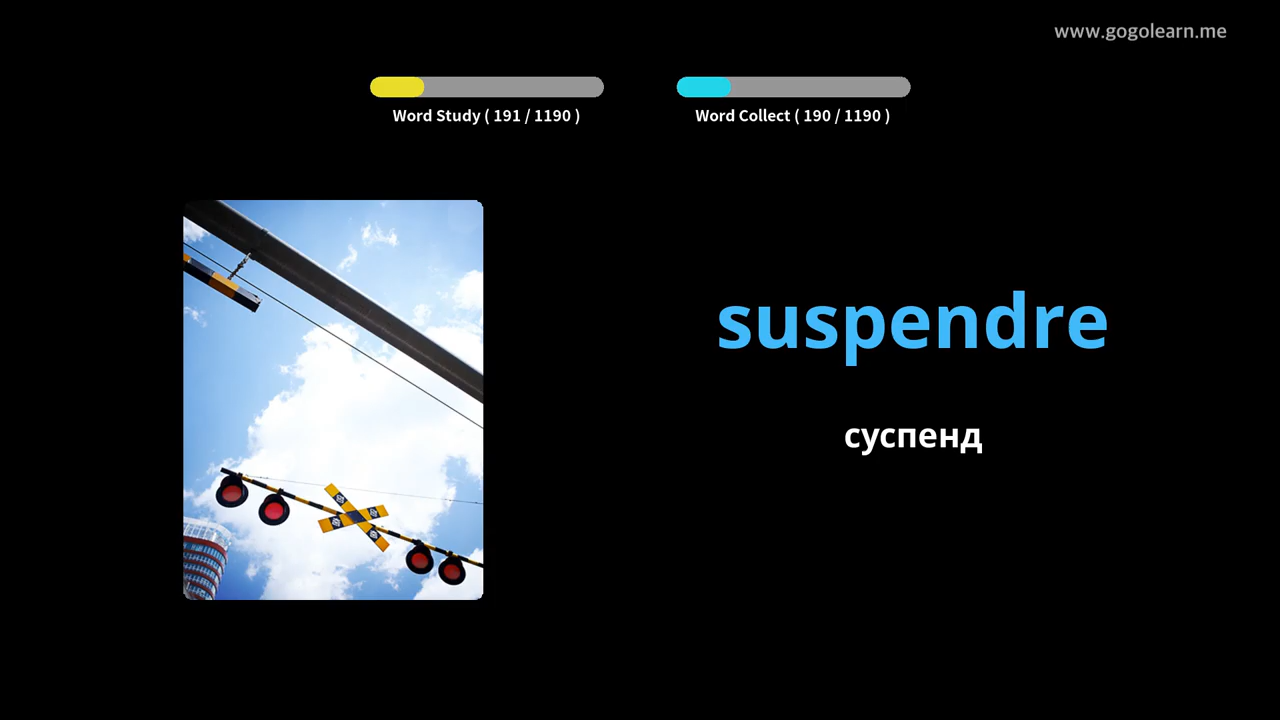 www.gogolearn.me
Word Study ( 191 / 1190 )
Word Collect ( 190 / 1190 )
suspendre
суспенд